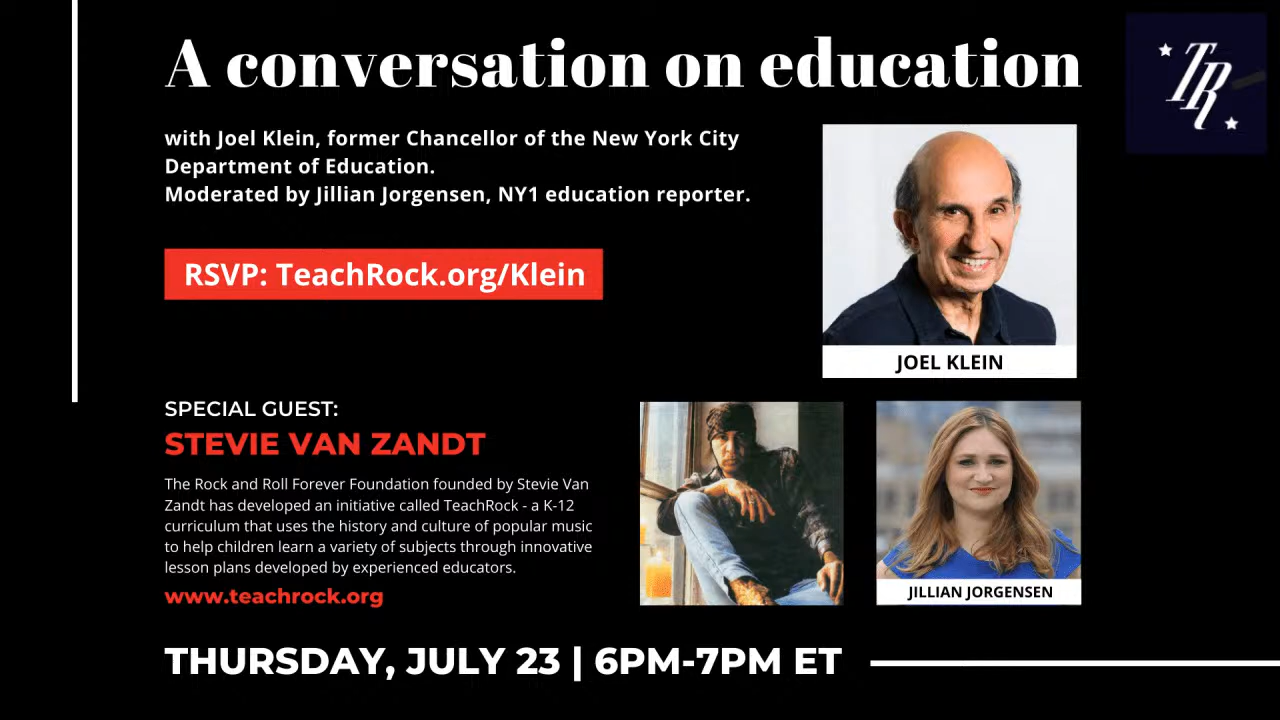 A conversation on education
TR
with Joel Klein, former Chancellor of the New York City
Department of Education.
Moderated by Jillian Jorgensen, NY1 education reporter.
RSVP: TeachRock.org/Klein
JOEL KLEIN
SPECIAL GUEST:
STEVIE VAN ZANDT
The Rock and Roll Forever Foundation founded by Stevie Van
Zandt has developed an initiative called TeachRock - a K-12
curriculum that uses the history and culture of popular music
to help children learn a variety of subjects through innovative
lesson plans developed by experienced educators.
www.teachrock.org
JILLIAN JORGENSEN
THURSDAY, JULY 23 | 6PM-7PM ET